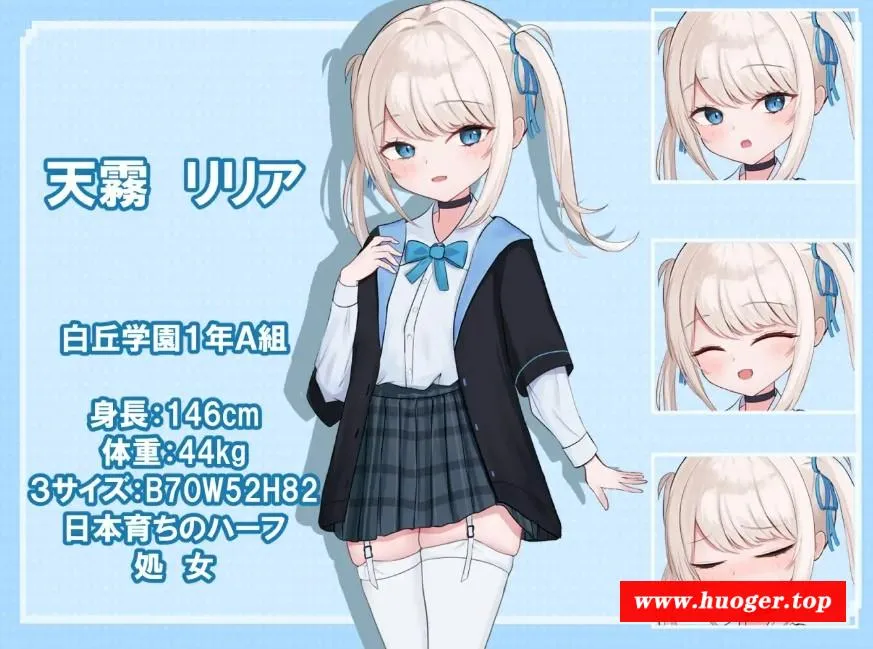 天霧 リリア
白丘学園1年A組
身長:146cm
体重:44kg
3サイズ:B70W52H82
日本育ちのハーフ
処 女
www.huoger.top